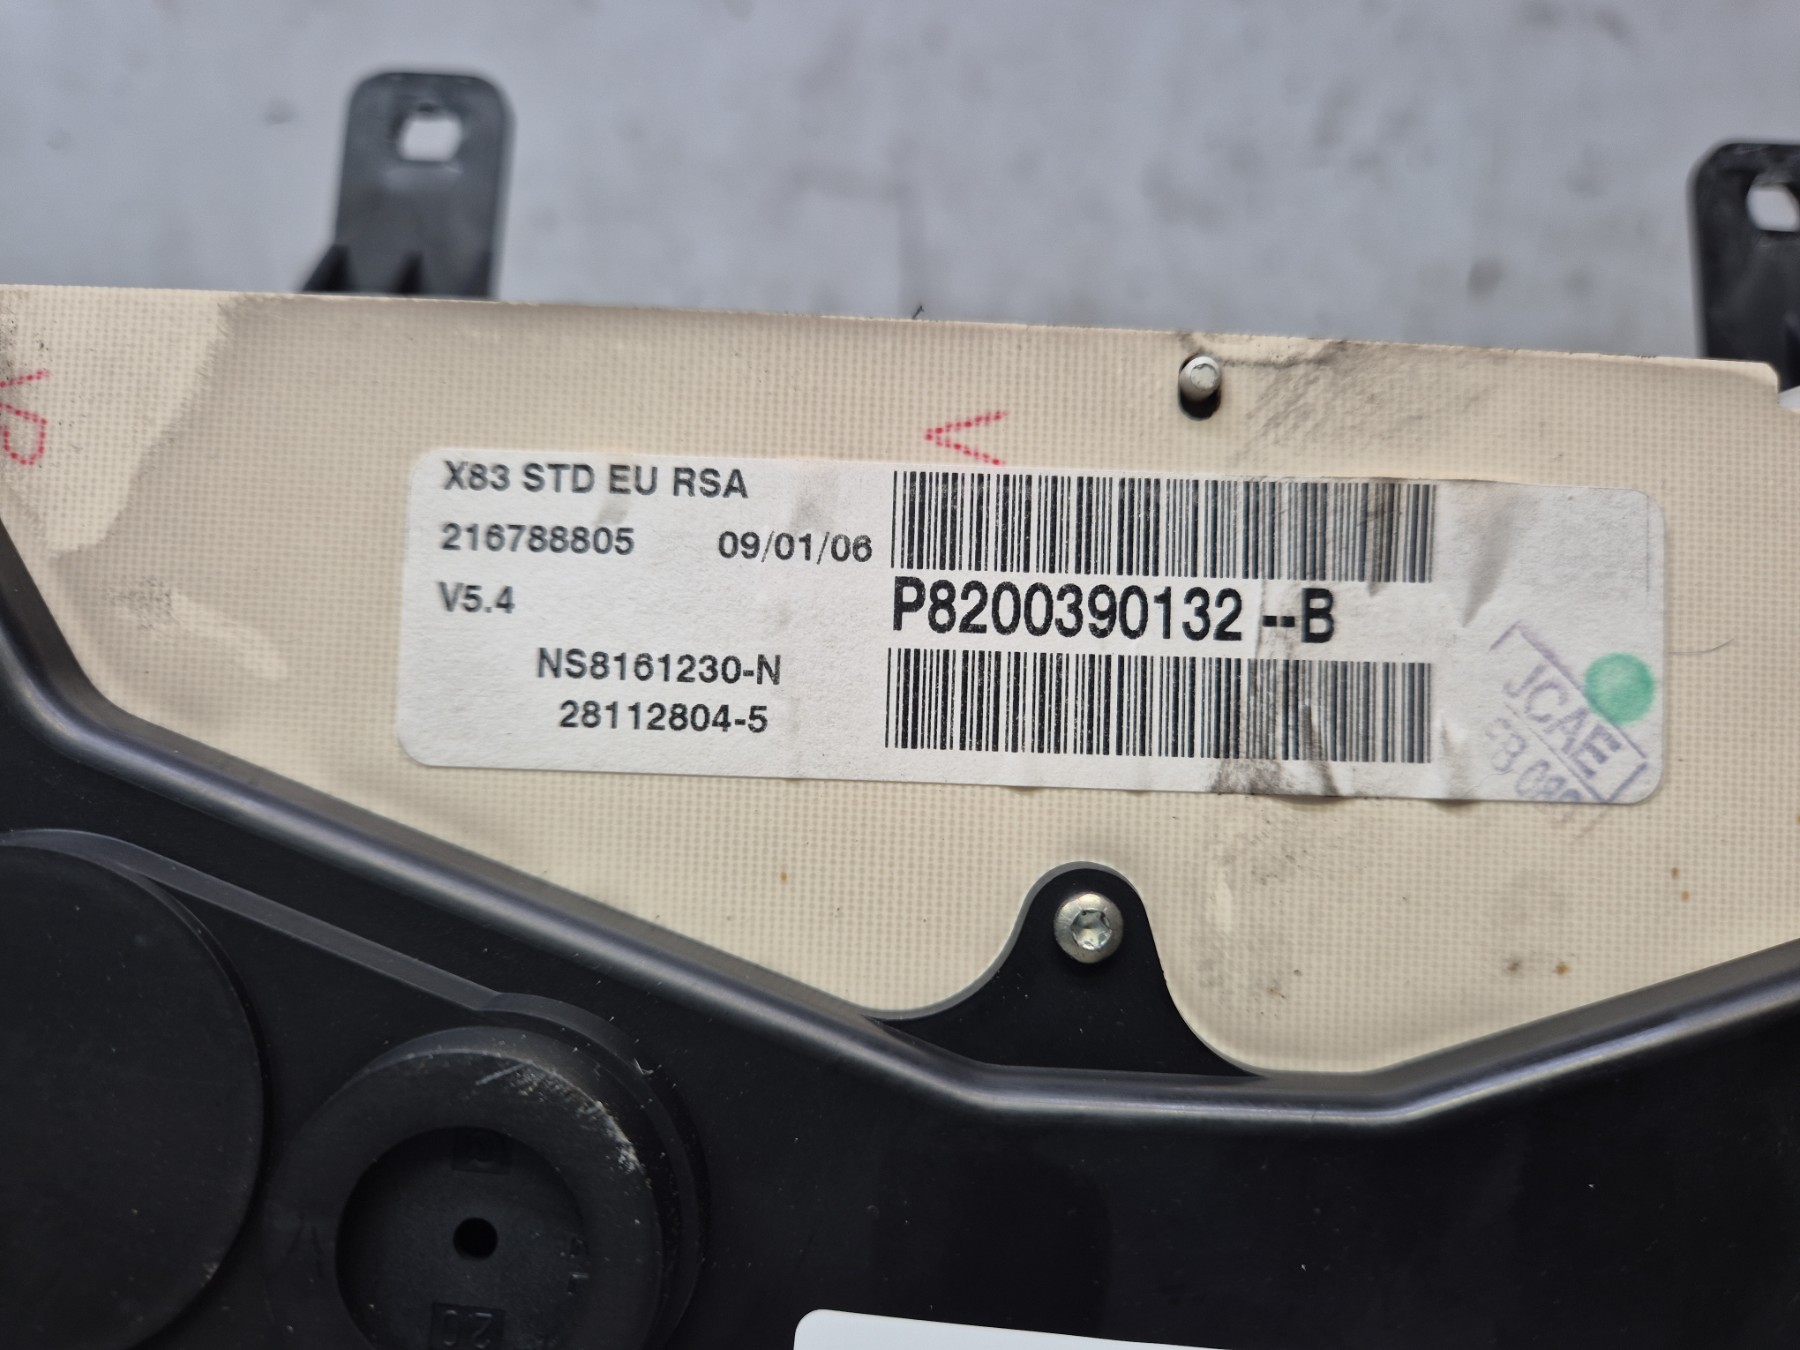 X83 STD EU RSA
216788805 09/01/06
V5.4
P8200390132 --B
NS8161230-N
28112804-5
JCAE